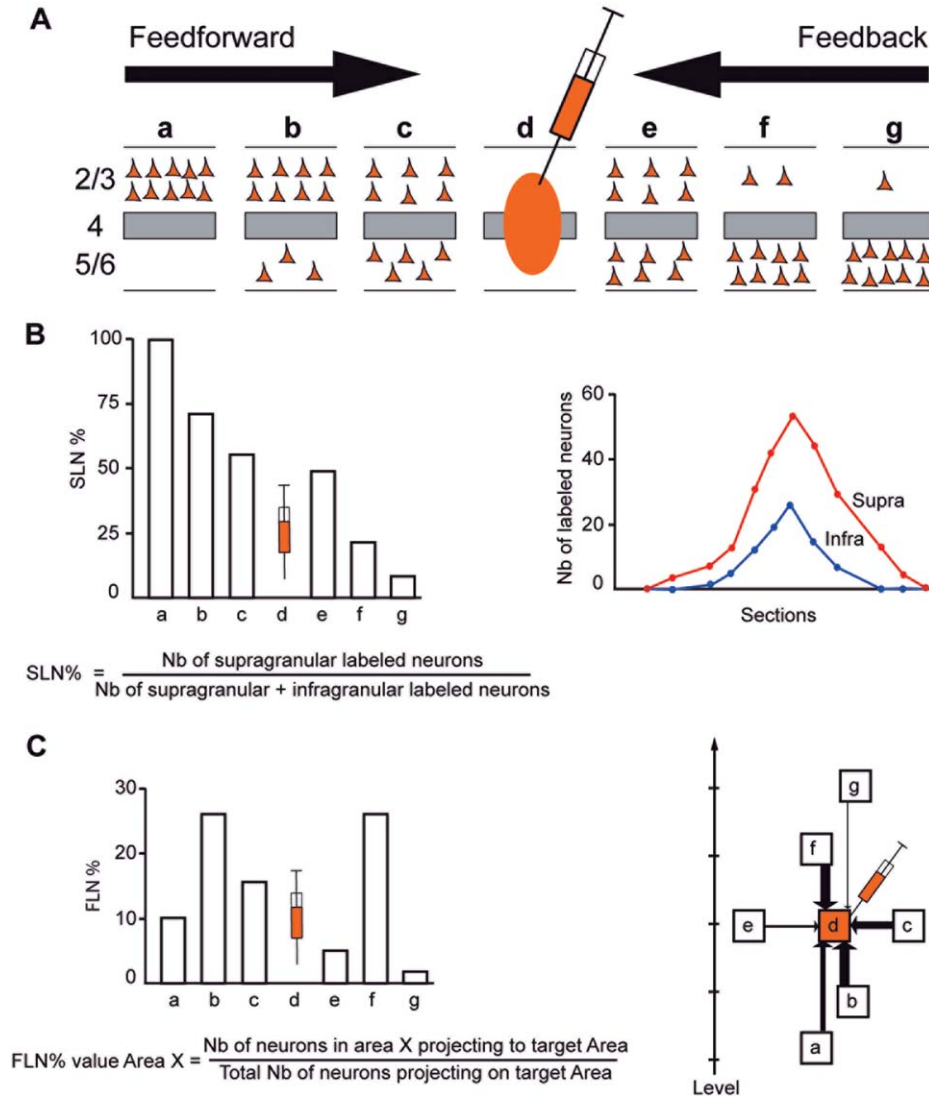 A
Feedforward
Feedback
a b c d e f g
2/3
4
5/6
B
100
75
50
25
0
SLN %
a b c d e f g
SLN% = Nb of supragranular labeled neurons
Nb of supragranular + infragranular labeled neurons
60
40
20
0
Nb of labeled neurons
Supra
Infra
Sections
C
30
20
10
0
FLN %
a b c d e f g
FLN% value Area X = Nb of neurons in area X projecting to target Area
Total Nb of neurons projecting on target Area
g
f
e d c
b
a
Level